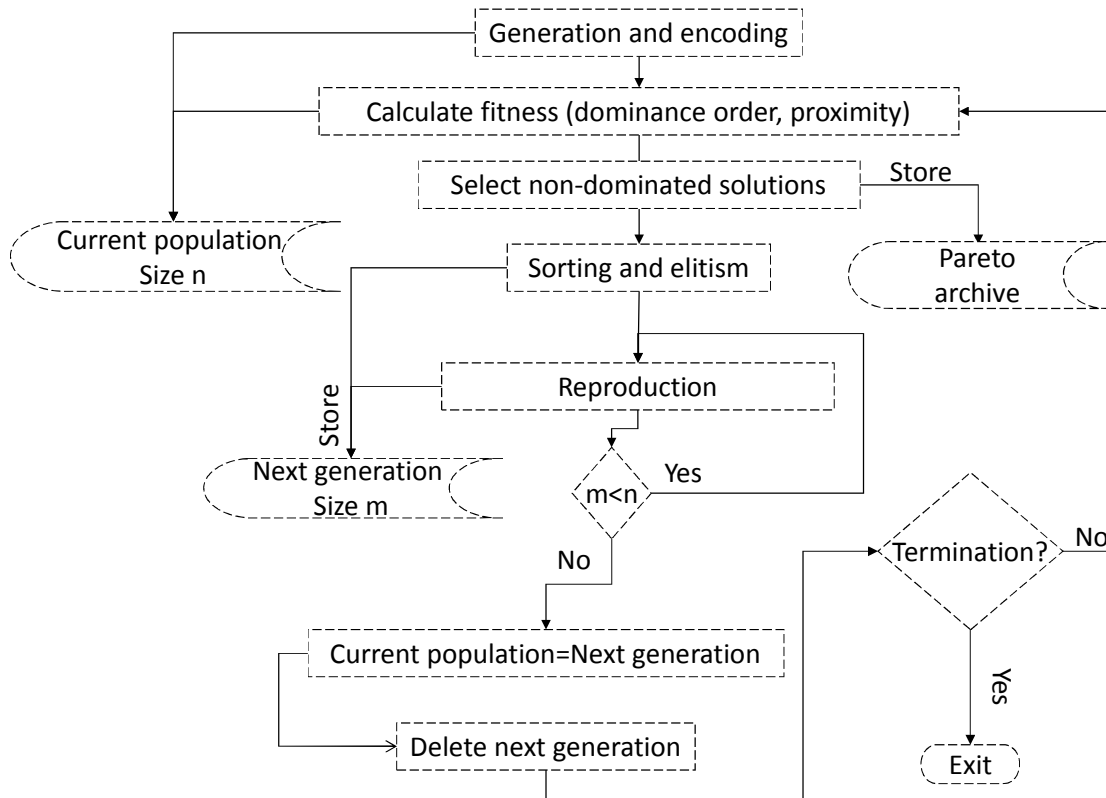 Generation and encoding
Calculate fitness (dominance order, proximity)
Select non-dominated solutions
Store
Current population
Size n
Sorting and elitism
Pareto
archive
Reproduction
Store
Next generation
Size m
m<n
Yes
No
Termination?
No
Current population=Next generation
Yes
Delete next generation
Exit